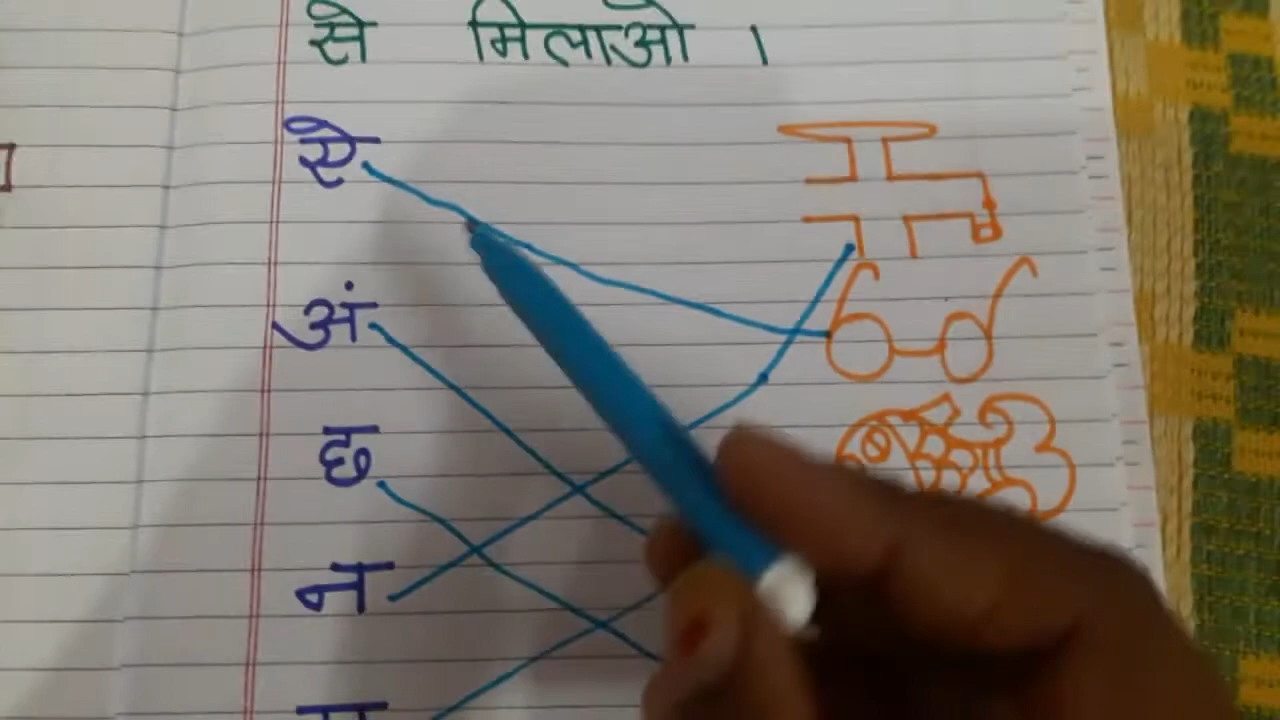 से मिलाओ ।
ऐ
अं
छ
न